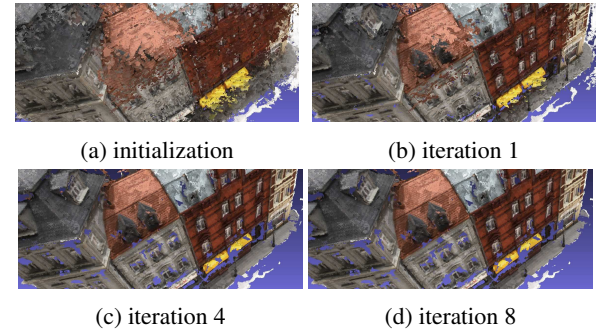 (a) initialization
(b) iteration 1
(c) iteration 4
(d) iteration 8